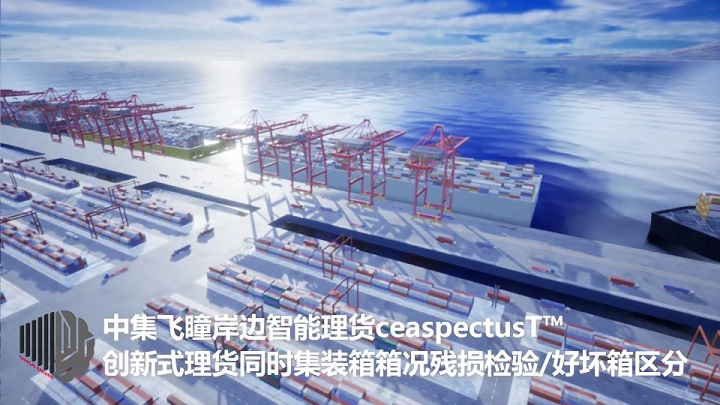 中集飞瞳岸边智能理货ceaspectusT™
创新式理货同时集装箱箱况残损检验/好坏箱区分